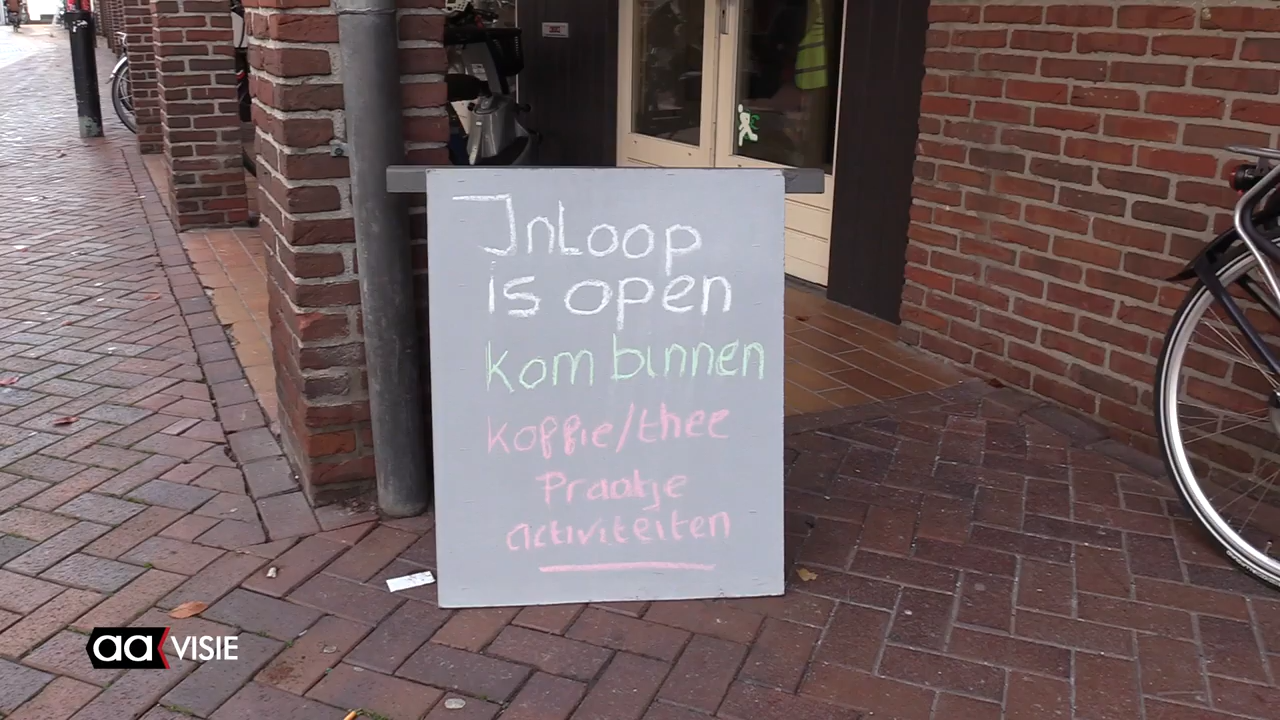 InLoop
is open
kom binnen
koffie/thee
Praatje
activiteiten
aa VISIE